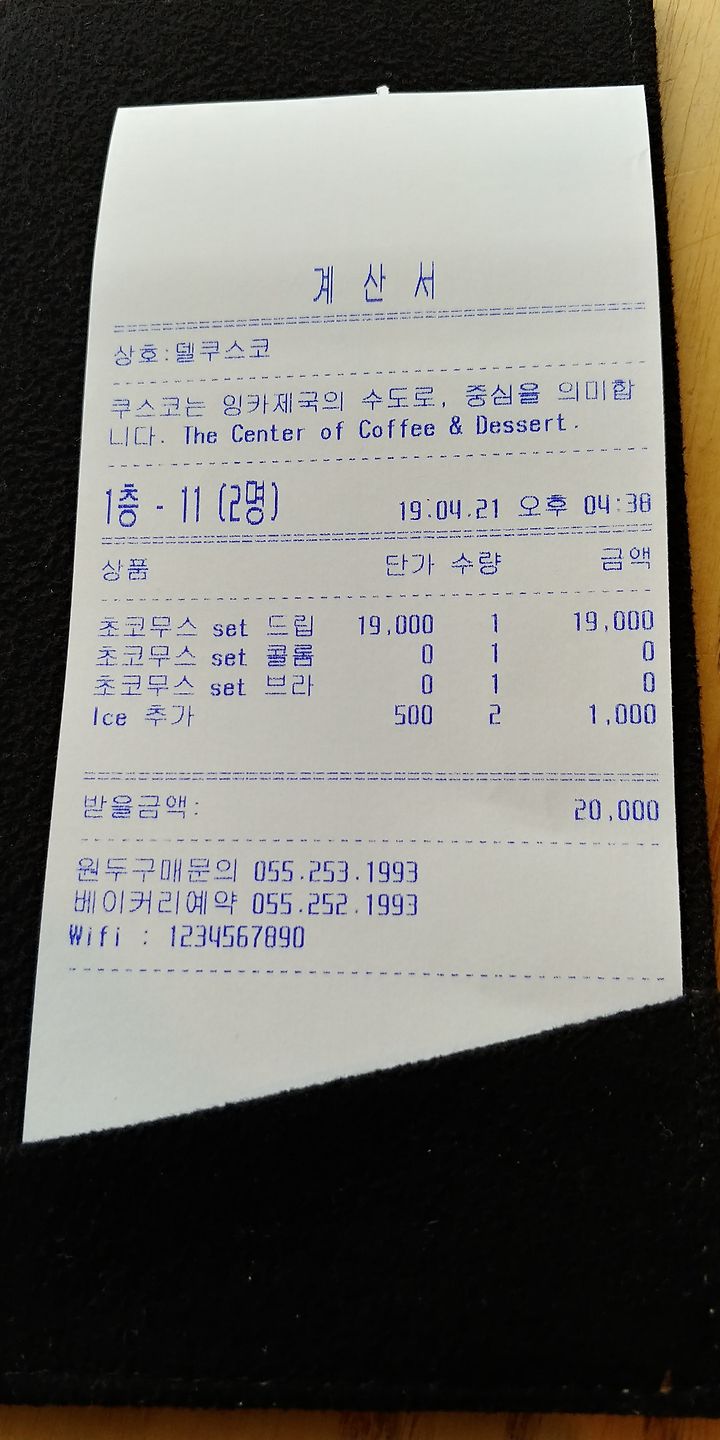 계 산 서
상호:델쿠스코
쿠스코는 잉카제국의 수도로, 중심을 의미합
니다. The Center of Coffee & Dessert.
1층 - 11 (2명) 19:04.21 오후 04:38
상품 단가 수량 금액
초코무스 set 드립 19,000 1 19,000
초코무스 set 콜롬 0 1 0
초코무스 set 브라 0 1 0
Ice 추가 500 2 1,000
받을금액: 20,000
원두구매문의 055.253.1993
베이커리예약 055.252.1993
Wifi : 1234567890